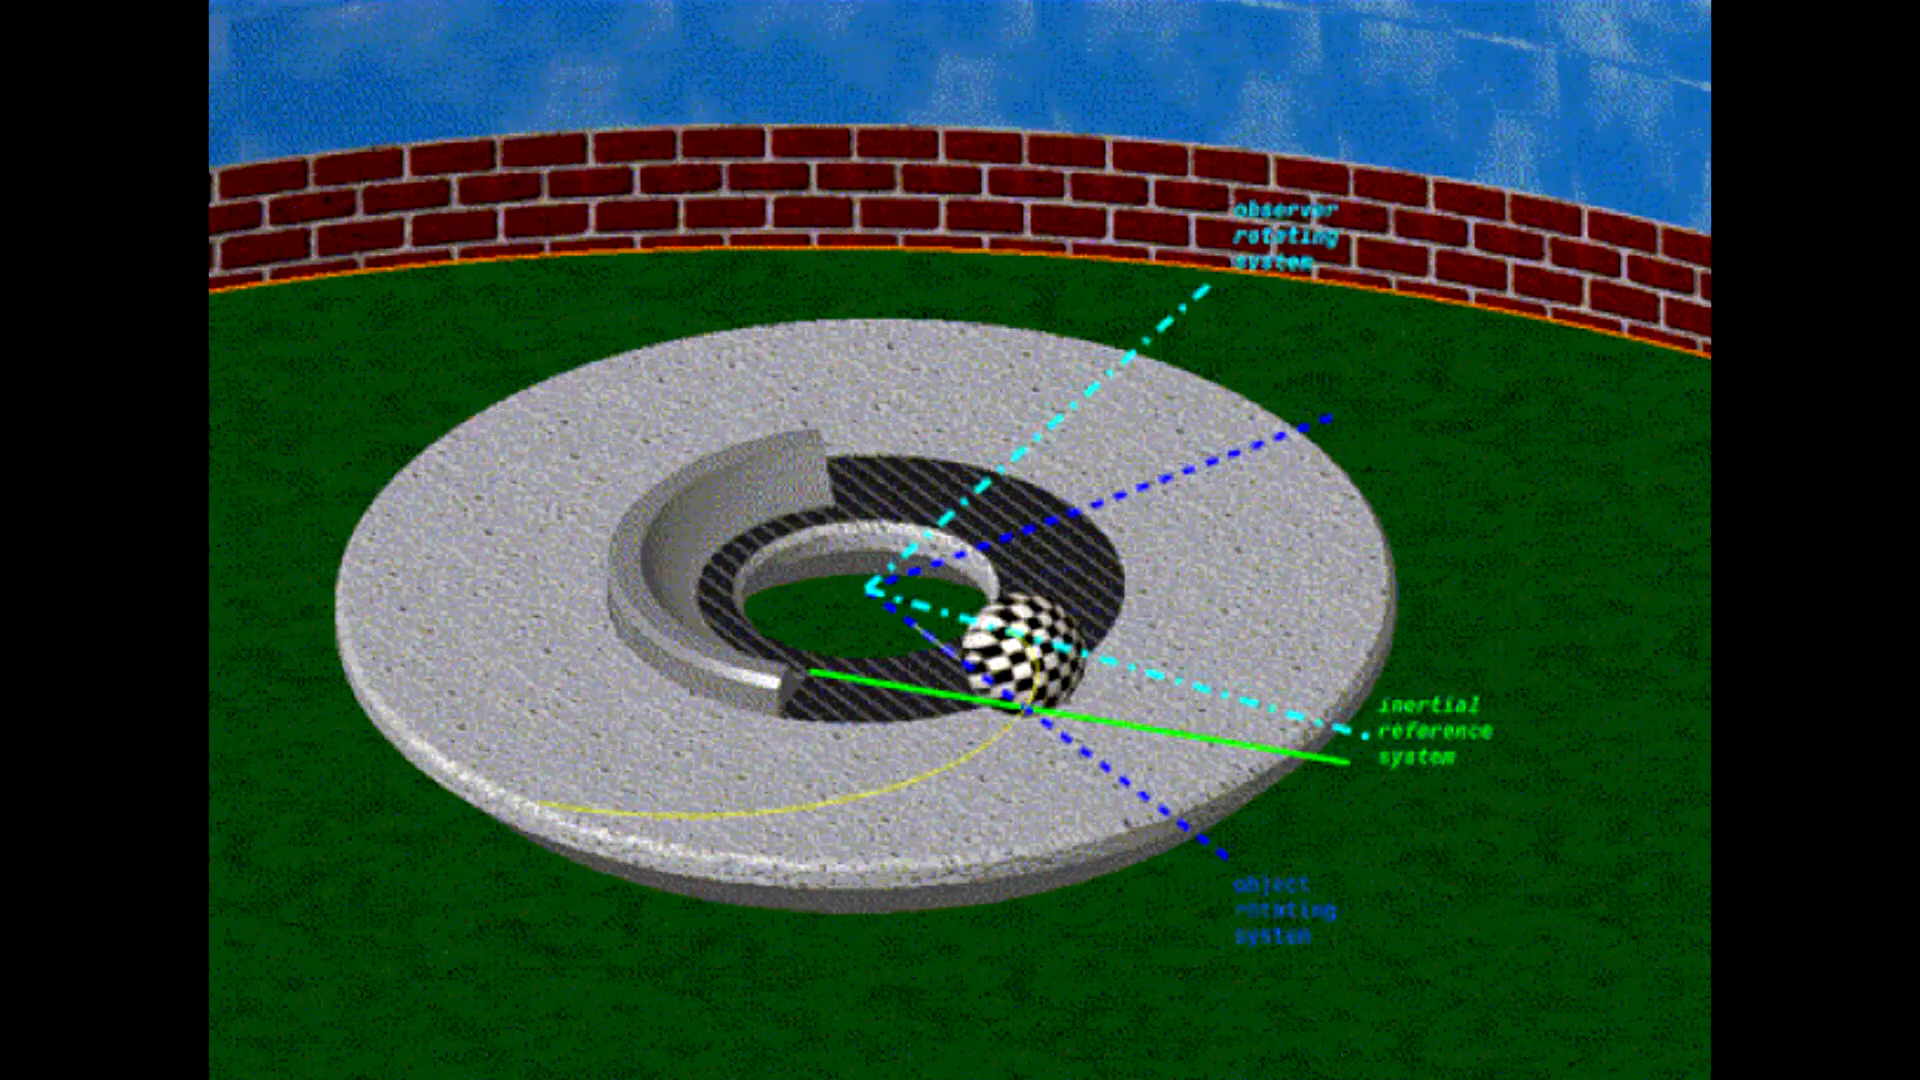 observer
rotating
system
inertial
reference
system
object
rotating
system